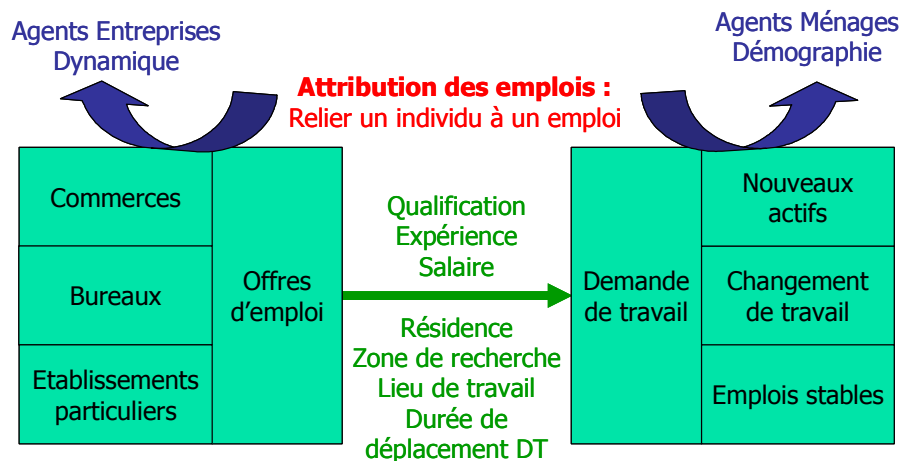 Agents Entreprises
Dynamique
Agents Ménages
Démographie
Attribution des emplois :
Relier un individu à un emploi
Commerces
Bureaux
Etablissements
particuliers
Offres
d'emploi
Qualification
Expérience
Salaire
Résidence
Zone de recherche
Lieu de travail
Durée de
déplacement DT
Demande
de travail
Nouveaux
actifs
Changement
de travail
Emplois stables